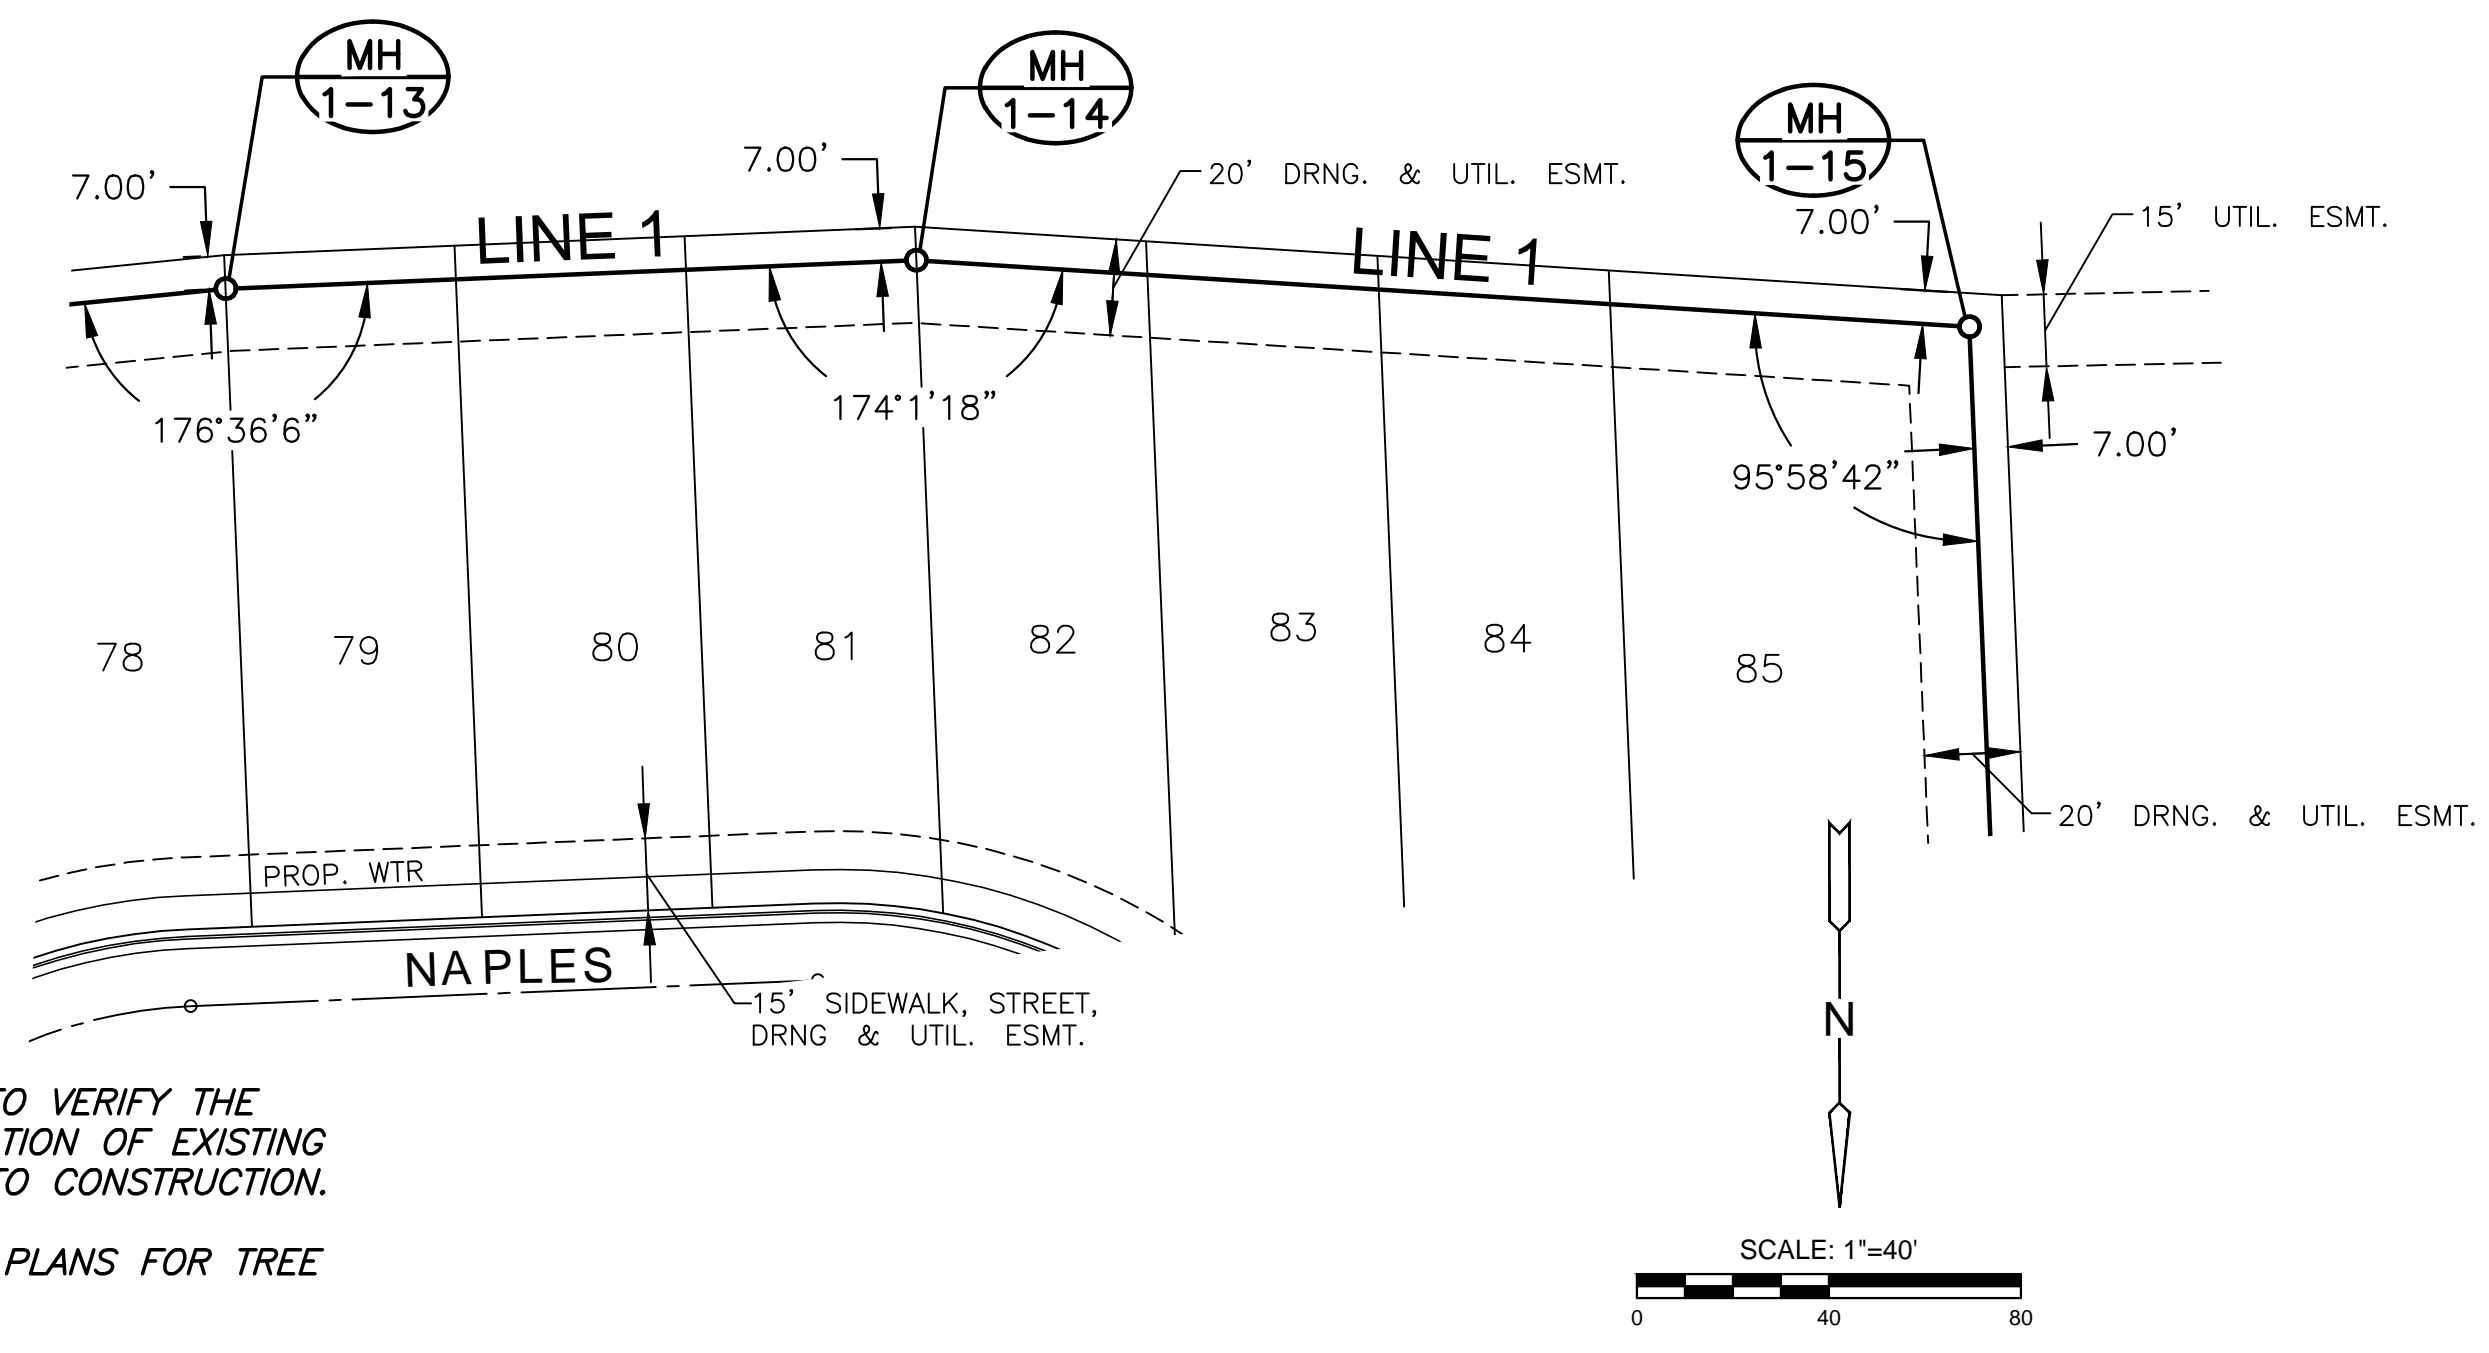 MH
1-13
MH
1-14
MH
1-15
7.00'
7.00'
20' DRNG. & UTIL. ESMT.
7.00'
15' UTIL. ESMT.
LINE 1
LINE 1
176°36'6"
174°1'18"
95°58'42"
7.00'
78
79
80
81
82
83
84
85
20' DRNG. & UTIL. ESMT.
PROP. WTR
NAPLES
15' SIDEWALK, STREET,
DRNG & UTIL. ESMT.
N
TO VERIFY THE
TION OF EXISTING
TO CONSTRUCTION.
PLANS FOR TREE
SCALE: 1"=40'
0 40 80